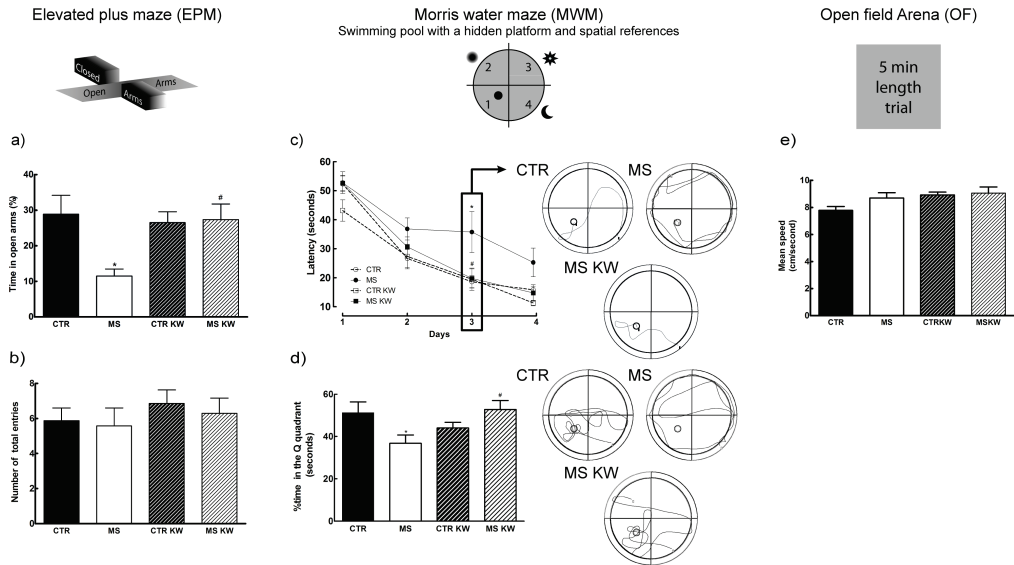 Elevated plus maze (EPM)
Morris water maze (MWM)
Swimming pool with a hidden platform and spatial references
Open field Arena (OF)
Closed
Arms
Open
Arms
2
3
1
4
5 min
length
trial
a)
Time in open arms (%)
40
30
20
10
0
*
#
CTR
MS
CTR KW
MS KW
b)
Number of total entries
8
6
4
2
0
CTR
MS
CTR KW
MS KW
c)
Latency (seconds)
60
50
40
30
20
10
*
#
CTR
MS
CTR KW
MS KW
1
2
3
4
Days
CTR
MS
MS KW
d)
%time in the Q quadrant
(seconds)
60
40
20
0
*
#
CTR
MS
CTR KW
MS KW
CTR
MS
MS KW
e)
Mean speed
(cm/second)
10
8
6
4
2
0
CTR
MS
CTRKW
MSKW